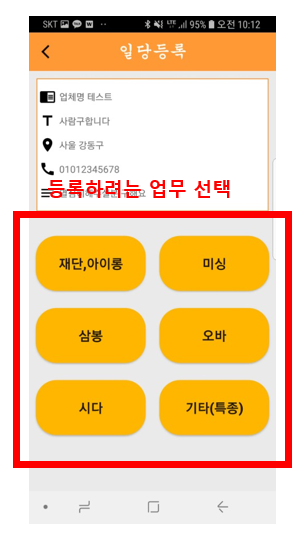 SKT LTE 95% 오전 10:12
일당등록
업체명 테스트
사람구합니다
서울 강동구
01012345678
등록하려는 업무 선택
재단,아이롱 미싱
삼봉 오바
시다 기타(특종)